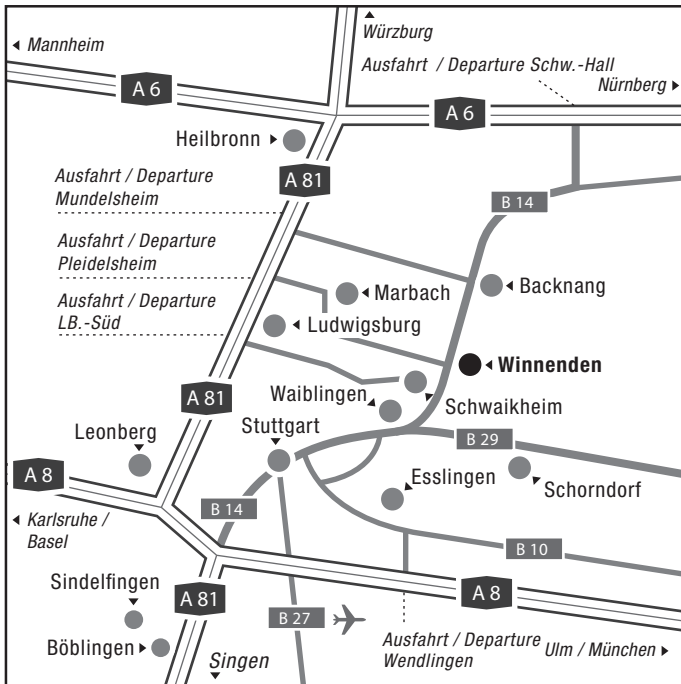 Mannheim
Würzburg
Ausfahrt / Departure Schw.-Hall
Nürnberg
A 6
A 6
Heilbronn
A 81
Ausfahrt / Departure
Mundelsheim
B 14
Ausfahrt / Departure
Pleidelsheim
Marbach
Backnang
Ausfahrt / Departure
LB.-Süd
Ludwigsburg
Winnenden
A 81
Waiblingen
Schwaikheim
Leonberg
Stuttgart
B 29
A 8
Esslingen
Schorndorf
B 14
Karlsruhe /
Basel
B 10
Sindelfingen
A 81
A 8
B 27
Böblingen
Singen
Ausfahrt / Departure
Wendlingen
Ulm / München